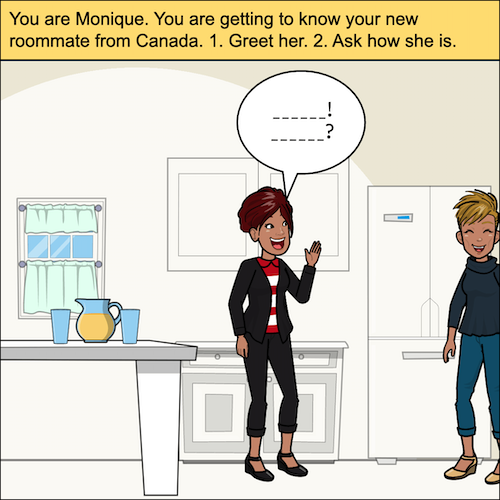 You are Monique. You are getting to know your new
roommate from Canada. 1. Greet her. 2. Ask how she is.
______!
______?